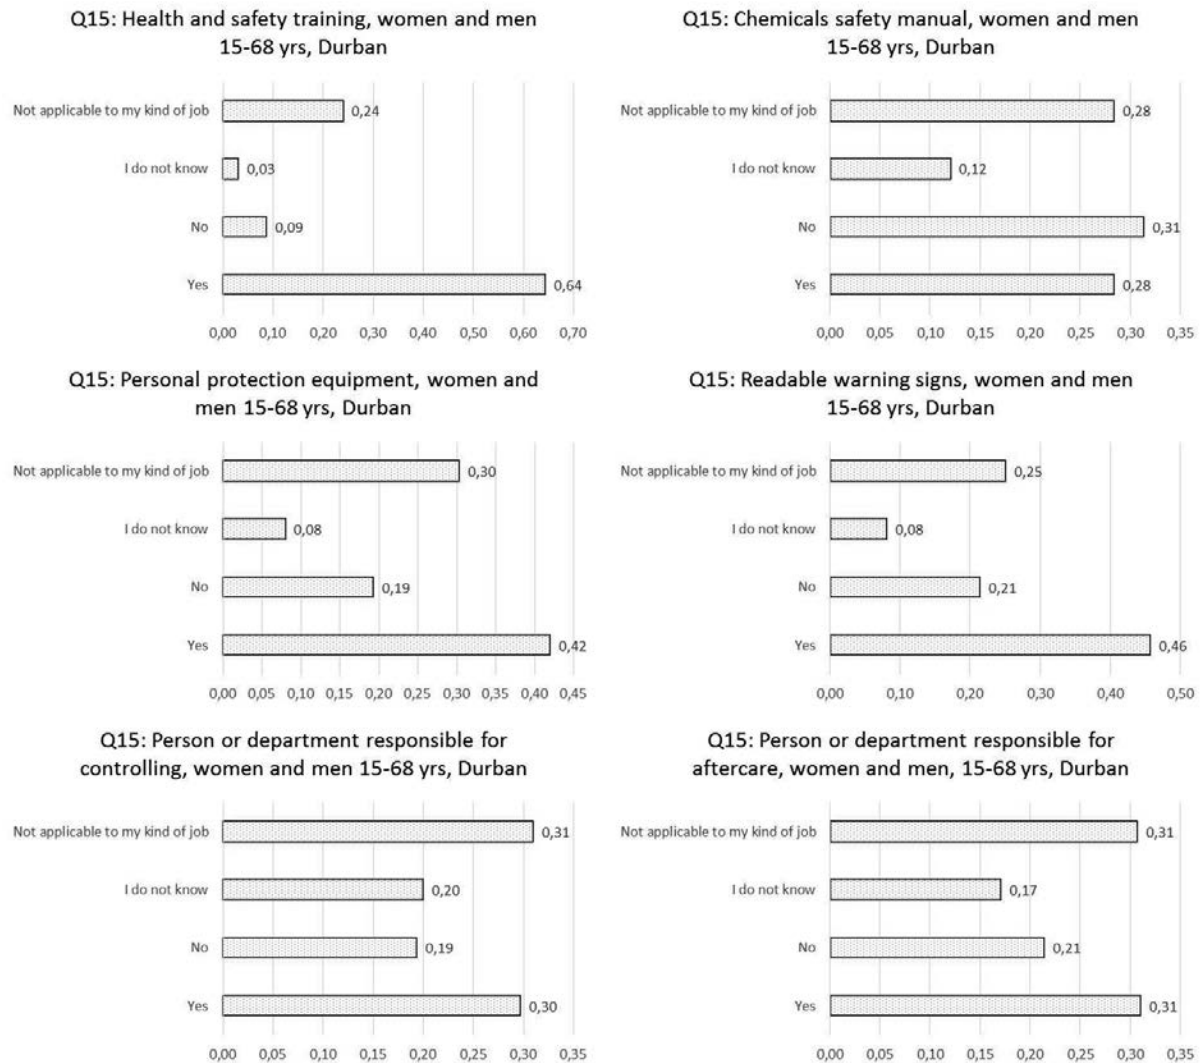 Q15: Health and safety training, women and men
15-68 yrs, Durban
Not applicable to my kind of job 0,24
I do not know 0,03
No 0,09
Yes 0,64
0,00 0,10 0,20 0,30 0,40 0,50 0,60 0,70
Q15: Chemicals safety manual, women and men
15-68 yrs, Durban
Not applicable to my kind of job 0,28
I do not know 0,12
No 0,31
Yes 0,28
0,00 0,05 0,10 0,15 0,20 0,25 0,30 0,35
Q15: Personal protection equipment, women and
men 15-68 yrs, Durban
Not applicable to my kind of job 0,30
I do not know 0,08
No 0,19
Yes 0,42
0,00 0,05 0,10 0,15 0,20 0,25 0,30 0,35 0,40 0,45
Q15: Readable warning signs, women and men
15-68 yrs, Durban
Not applicable to my kind of job 0,25
I do not know 0,08
No 0,21
Yes 0,46
0,00 0,10 0,20 0,30 0,40 0,50
Q15: Person or department responsible for
controlling, women and men 15-68 yrs, Durban
Not applicable to my kind of job 0,31
I do not know 0,20
No 0,19
Yes 0,30
0,00 0,05 0,10 0,15 0,20 0,25 0,30 0,35
Q15: Person or department responsible for
aftercare, women and men, 15-68 yrs, Durban
Not applicable to my kind of job 0,31
I do not know 0,17
No 0,21
Yes 0,31
0,00 0,05 0,10 0,15 0,20 0,25 0,30 0,35